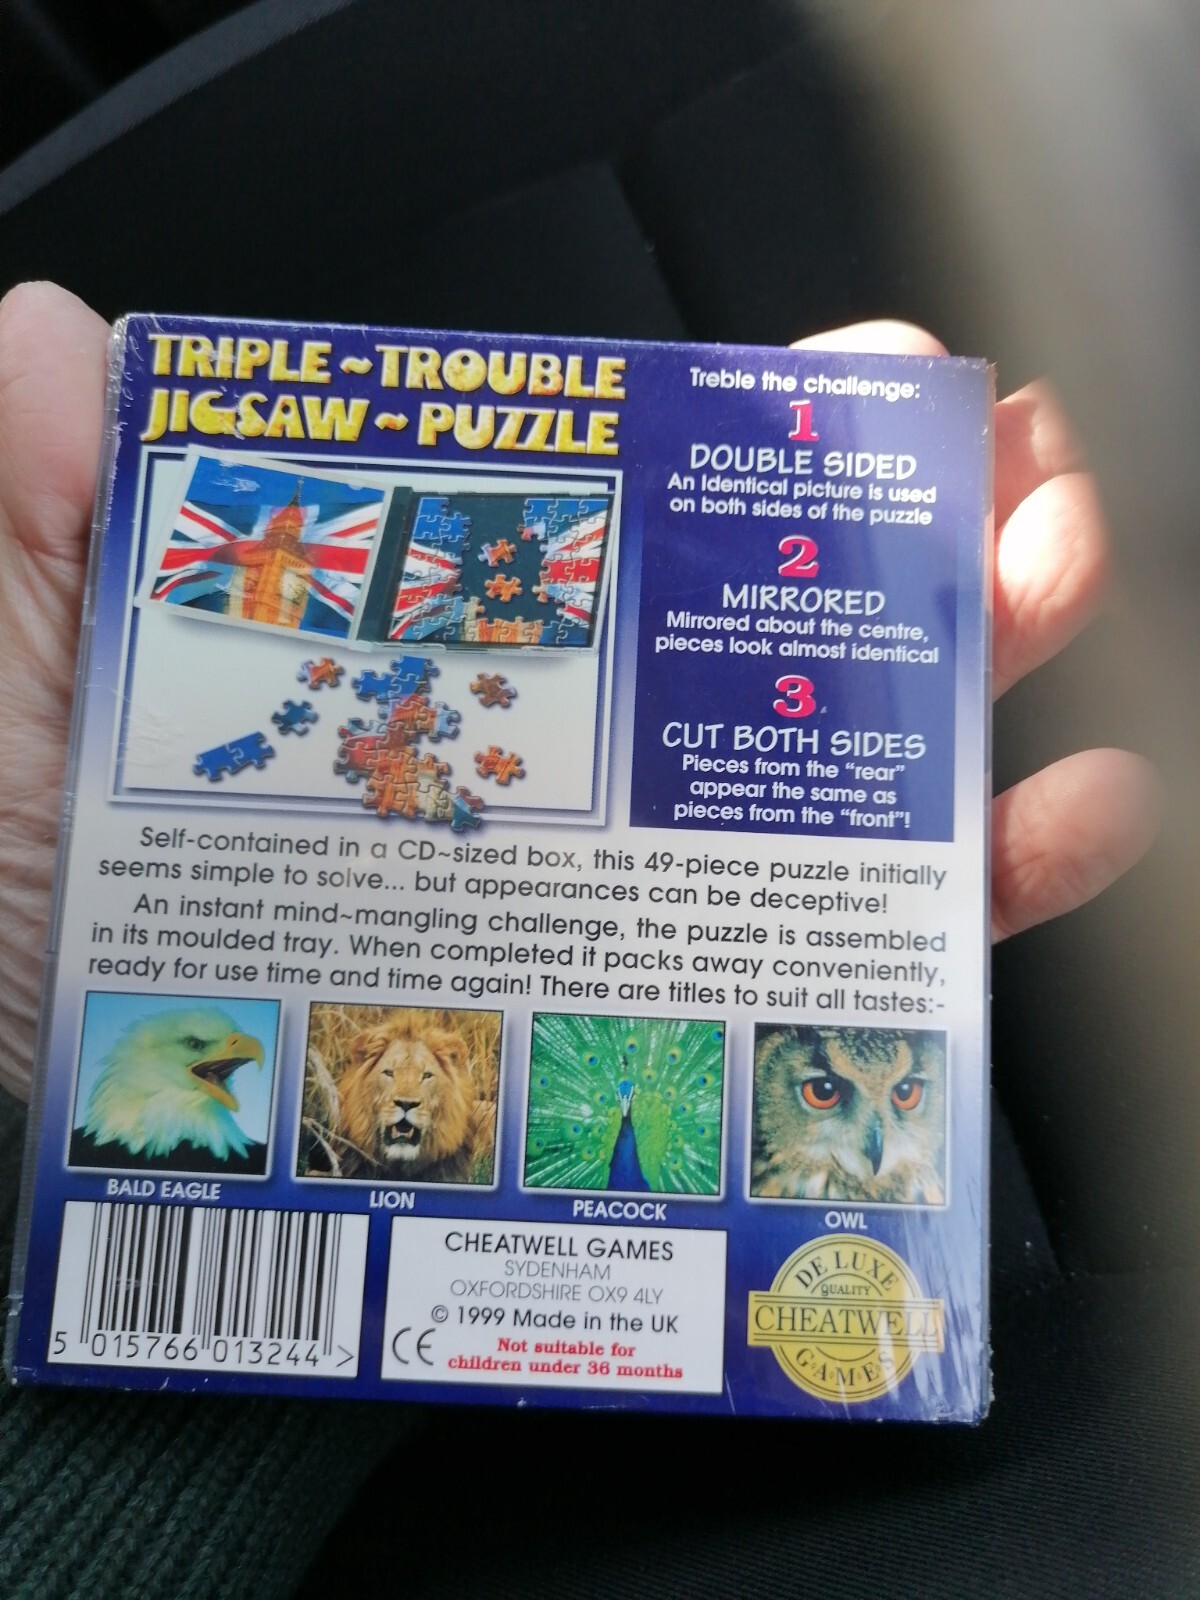 TRIPLE~TROUBLE
JIGSAW~PUZZLE
Treble the challenge:
1
DOUBLE SIDED
An identical picture is used
on both sides of the puzzle
2
MIRRORED
Mirrored about the centre,
pieces look almost identical
3
CUT BOTH SIDES
Pieces from the "rear"
appear the same as
pieces from the "front"!
Self-contained in a CD~sized box, this 49-piece puzzle initially
seems simple to solve... but appearances can be deceptive!
An instant mind~mangling challenge, the puzzle is assembled
in its moulded tray. When completed it packs away conveniently,
ready for use time and time again! There are titles to suit all tastes:-
BALD EAGLE
LION
PEACOCK
OWL
5 015766 013244 >
CHEATWELL GAMES
SYDENHAM
OXFORDSHIRE OX9 4LY
© 1999 Made in the UK
CE
Not suitable for
children under 36 months
DE LUXE
QUALITY
CHEATWELL
G·A·M·E·S